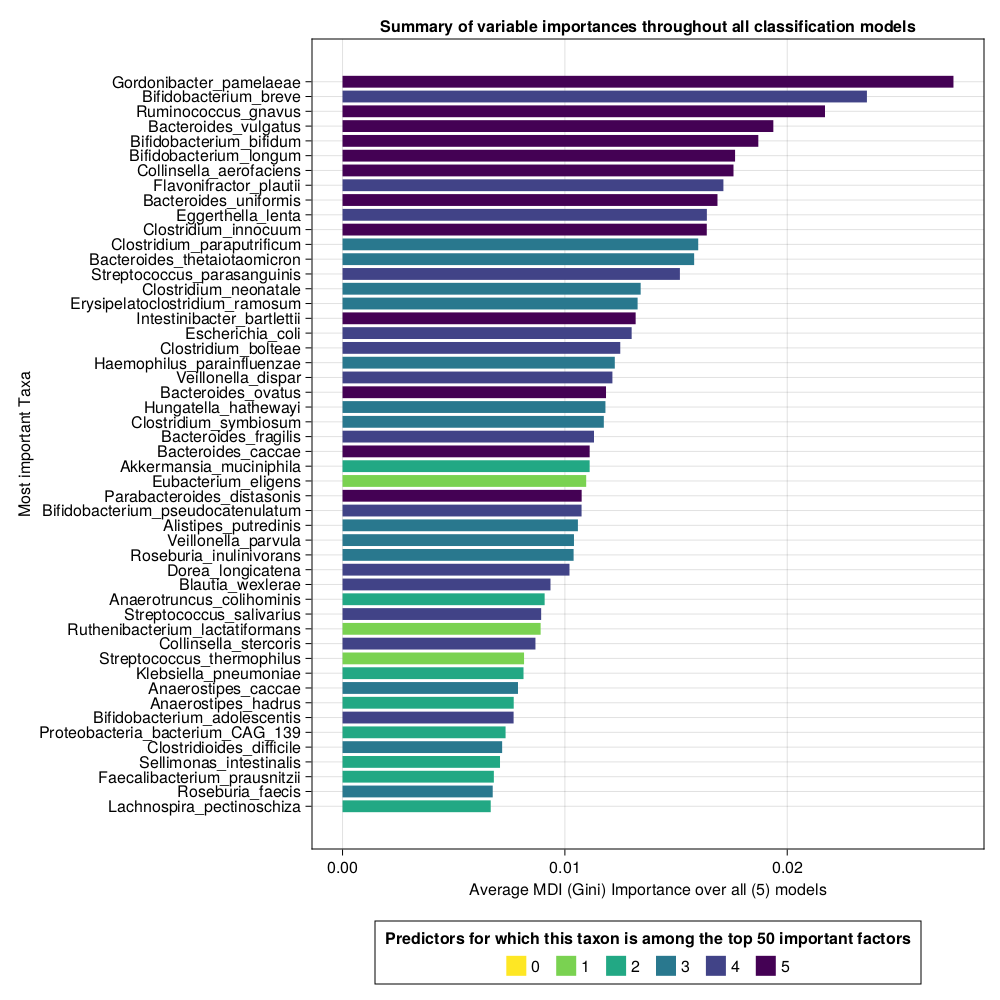 Summary of variable importances throughout all classification models
Most important Taxa
Gordonibacter_pamelaeae
Bifidobacterium_breve
Ruminococcus_gnavus
Bacteroides_vulgatus
Bifidobacterium_bifidum
Bifidobacterium_longum
Collinsella_aerofaciens
Flavonifractor_plautii
Bacteroides_uniformis
Eggerthella_lenta
Clostridium_innocuum
Clostridium_paraputrificum
Bacteroides_thetaiotaomicron
Streptococcus_parasanguinis
Clostridium_neonatale
Erysipelatoclostridium_ramosum
Intestinibacter_bartlettii
Escherichia_coli
Clostridium_bolteae
Haemophilus_parainfluenzae
Veillonella_dispar
Bacteroides_ovatus
Hungatella_hathewayi
Clostridium_symbiosum
Bacteroides_fragilis
Bacteroides_caccae
Akkermansia_muciniphila
Eubacterium_eligens
Parabacteroides_distasonis
Bifidobacterium_pseudocatenulatum
Alistipes_putredinis
Veillonella_parvula
Roseburia_inulinivorans
Dorea_longicatena
Blautia_wexlerae
Anaerotruncus_colihominis
Streptococcus_salivarius
Ruthenibacterium_lactatiformans
Collinsella_stercoris
Streptococcus_thermophilus
Klebsiella_pneumoniae
Anaerostipes_caccae
Anaerostipes_hadrus
Bifidobacterium_adolescentis
Proteobacteria_bacterium_CAG_139
Clostridioides_difficile
Sellimonas_intestinalis
Faecalibacterium_prausnitzii
Roseburia_faecis
Lachnospira_pectinoschiza
0.00 0.01 0.02
Average MDI (Gini) Importance over all (5) models
Predictors for which this taxon is among the top 50 important factors
0 1 2 3 4 5